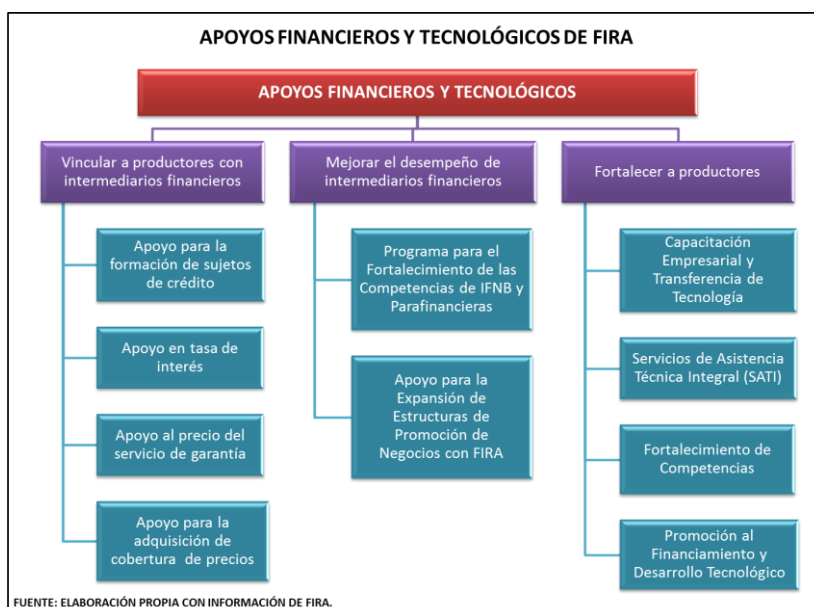 APOYOS FINANCIEROS Y TECNOLÓGICOS DE FIRA
APOYOS FINANCIEROS Y TECNOLÓGICOS
Vincular a productores con
intermediarios financieros
Apoyo para la
formación de sujetos
de crédito
Apoyo en tasa de
interés
Apoyo al precio del
servicio de garantía
Apoyo para la
adquisición de
cobertura de precios
Mejorar el desempeño de
intermediarios financieros
Programa para el
Fortalecimiento de las
Competencias de IFNB y
Parafinancieras
Apoyo para la
Expansión de
Estructuras de
Promoción de
Negocios con FIRA
Fortalecer a productores
Capacitación
Empresarial y
Transferencia de
Tecnología
Servicios de Asistencia
Técnica Integral (SATI)
Fortalecimiento de
Competencias
Promoción al
Financiamiento y
Desarrollo Tecnológico
FUENTE: ELABORACIÓN PROPIA CON INFORMACIÓN DE FIRA.